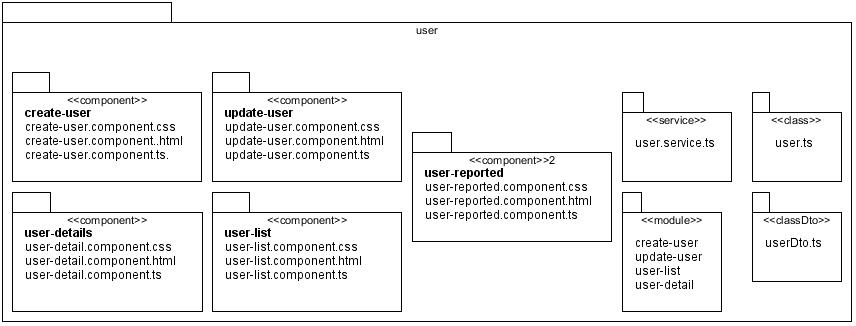 user
<<component>>
create-user
create-user.component.css
create-user.component..html
create-user.component.ts.
<<component>>
update-user
update-user.component.css
update-user.component.html
update-user.component.ts
<<component>>2
user-reported
user-reported.component.css
user-reported.component.html
user-reported.component.ts
<<service>>
user.service.ts
<<class>>
user.ts
<<component>>
user-details
user-detail.component.css
user-detail.component.html
user-detail.component.ts
<<component>>
user-list
user-list.component.css
user-list.component.html
user-list.component.ts
<<module>>
create-user
update-user
user-list
user-detail
<<classDto>>
userDto.ts